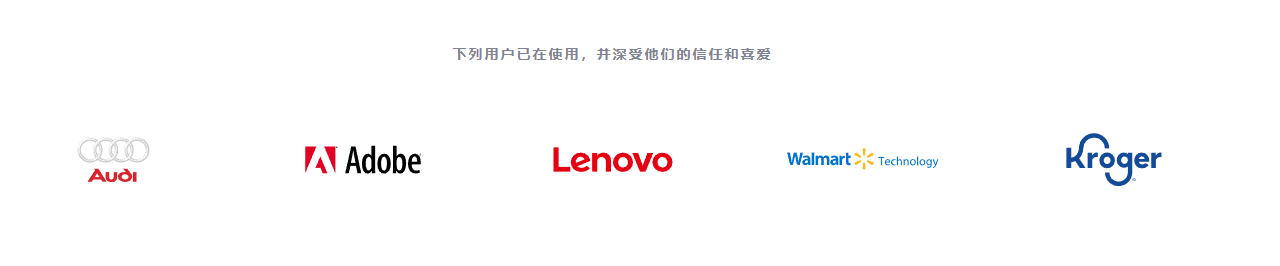 下列用户已在使用，并深受他们的信任和喜爱
Audi
Adobe
Lenovo
Walmart Technology
Kroger